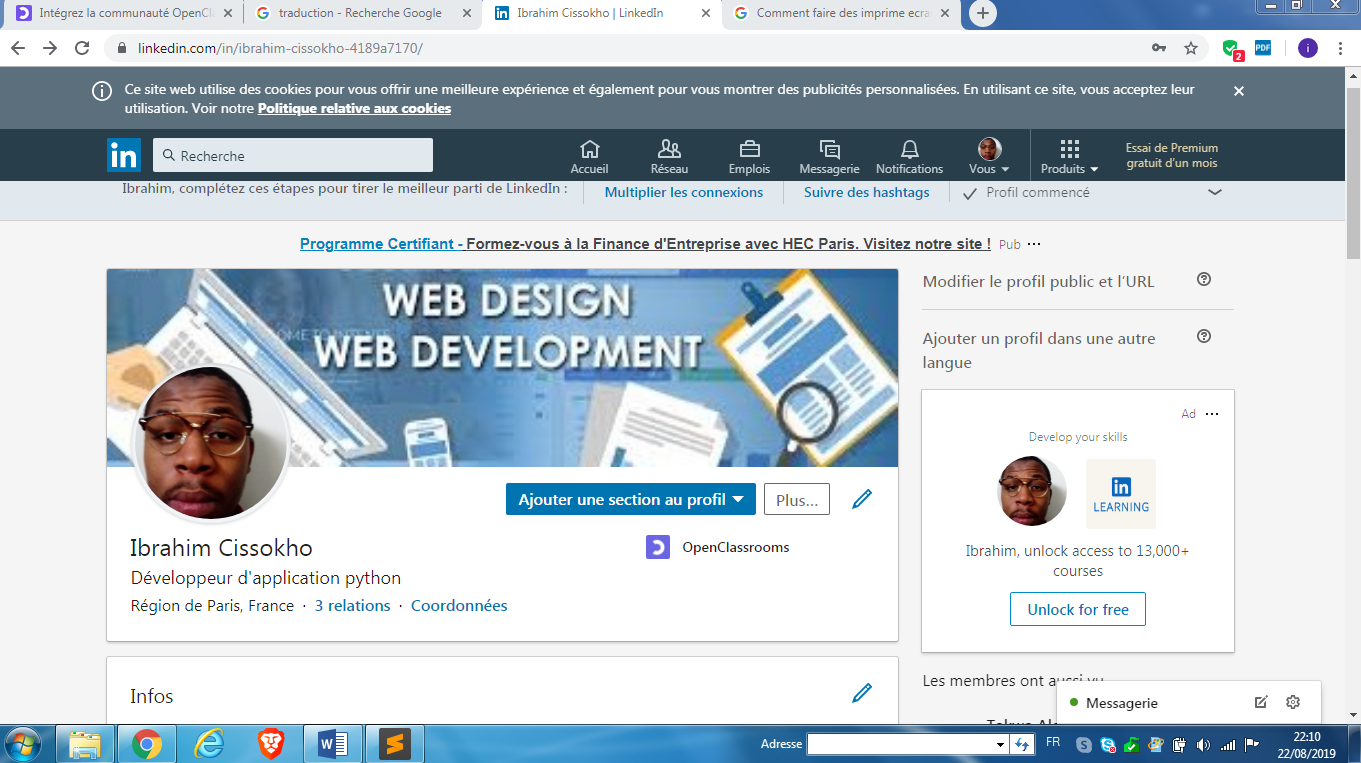 Intégrez la communauté OpenCla
traduction - Recherche Google
Ibrahim Cissokho | LinkedIn
Comment faire des imprime ecra
linkedin.com/in/ibrahim-cissokho-4189a7170/
2
PDF
i
Ce site web utilise des cookies pour vous offrir une meilleure expérience et également pour vous montrer des publicités personnalisées. En utilisant ce site, vous acceptez leur
utilisation. Voir notre Politique relative aux cookies
in
Recherche
Accueil
Réseau
Emplois
Messagerie
Notifications
Vous
Produits
Essai de Premium
gratuit d'un mois
Ibrahim, complétez ces étapes pour tirer le meilleur parti de LinkedIn :
Multiplier les connexions
Suivre des hashtags
Profil commencé
Programme Certifiant - Formez-vous à la Finance d'Entreprise avec HEC Paris. Visitez notre site ! Pub ···
WEB DESIGN
WEB DEVELOPMENT
Ajouter une section au profil
Plus...
Ibrahim Cissokho
OpenClassrooms
Développeur d'application python
Région de Paris, France · 3 relations · Coordonnées
Infos
Modifier le profil public et l'URL
Ajouter un profil dans une autre
langue
Ad ···
Develop your skills
in
LEARNING
Ibrahim, unlock access to 13,000+
courses
Unlock for free
Les membres ont aussi vu
Messagerie
Adresse
FR
22:10
22/08/2019